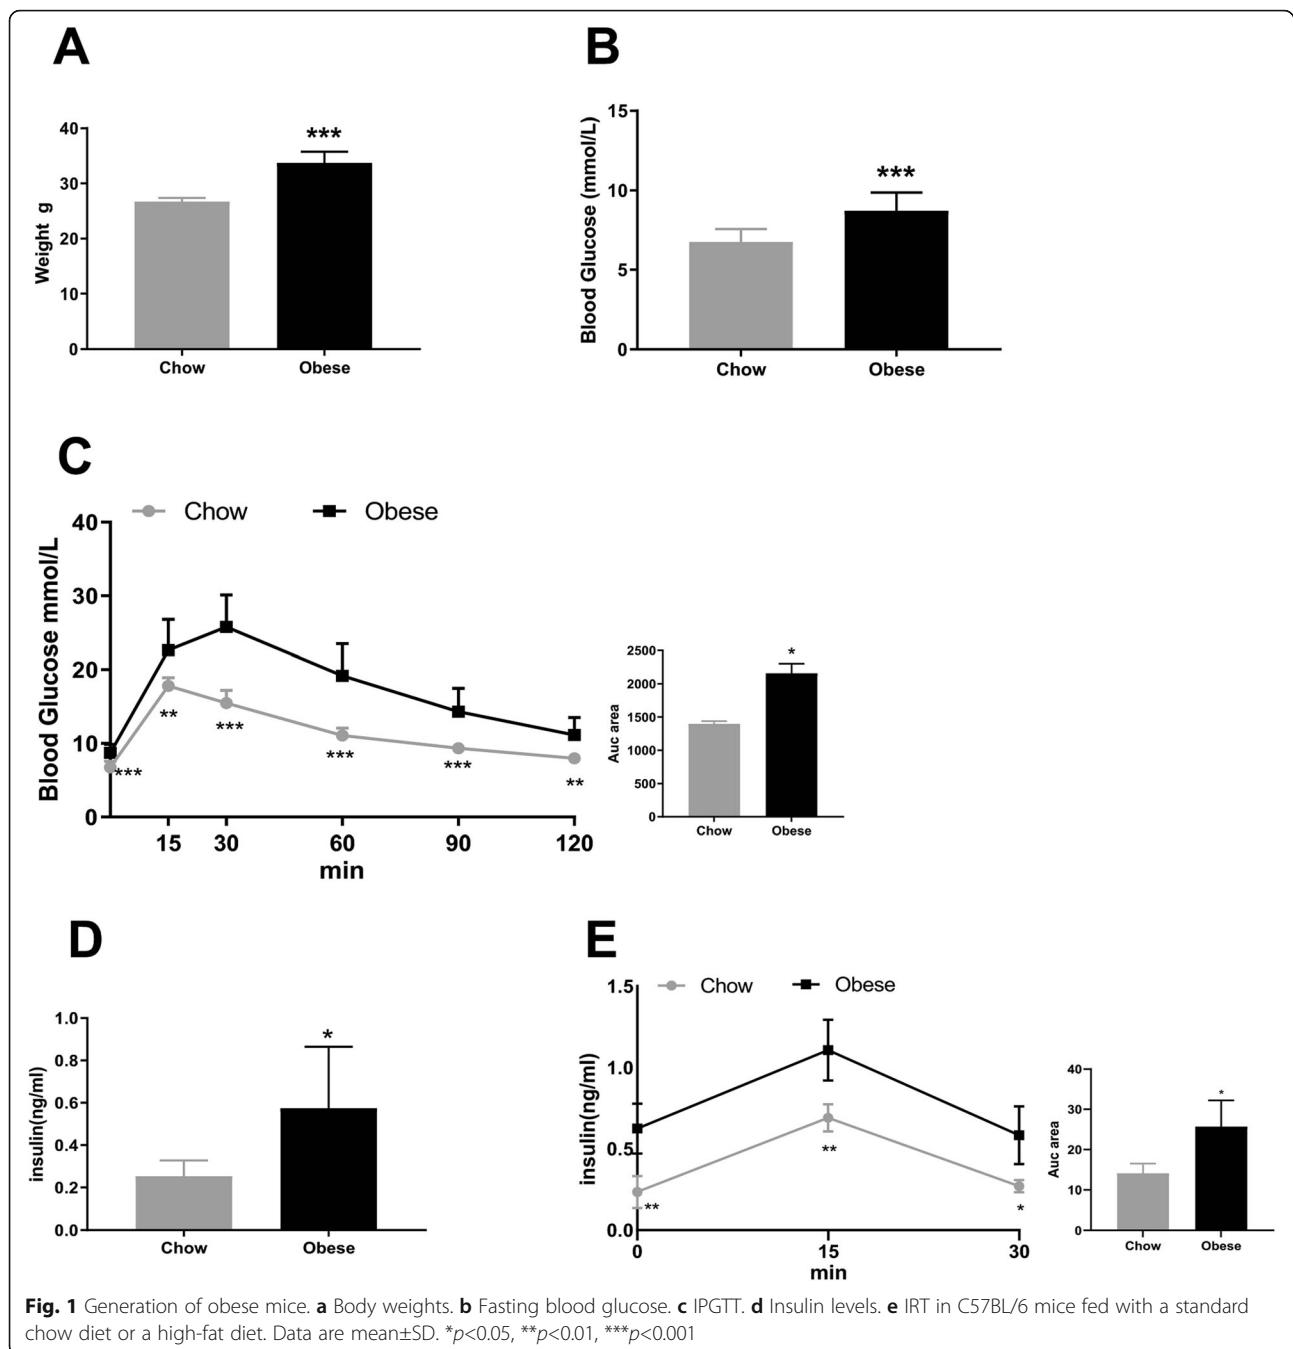 A
40
30
20
10
0
Weight g
***
Chow
Obese
B
15
10
5
0
Blood Glucose (mmol/L)
***
Chow
Obese
C
Chow
Obese
40
30
20
10
0
Blood Glucose mmol/L
***
**
***
***
***
**
15
30
60
90
120
min
2500
2000
1500
1000
500
0
Auc area
*
Chow
Obese
D
1.0
0.8
0.6
0.4
0.2
0.0
insulin(ng/ml)
*
Chow
Obese
E
Chow
Obese
1.5
1.0
0.5
0.0
insulin(ng/ml)
**
**
*
0
15
30
min
40
30
20
10
0
Auc area
*
Chow
Obese
Fig. 1 Generation of obese mice. a Body weights. b Fasting blood glucose. c IPGTT. d Insulin levels. e IRT in C57BL/6 mice fed with a standard
chow diet or a high-fat diet. Data are mean±SD. *p<0.05, **p<0.01, ***p<0.001